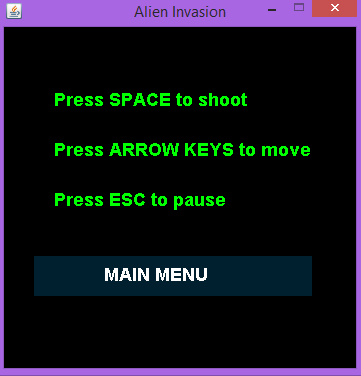 Alien Invasion
Press SPACE to shoot
Press ARROW KEYS to move
Press ESC to pause
MAIN MENU